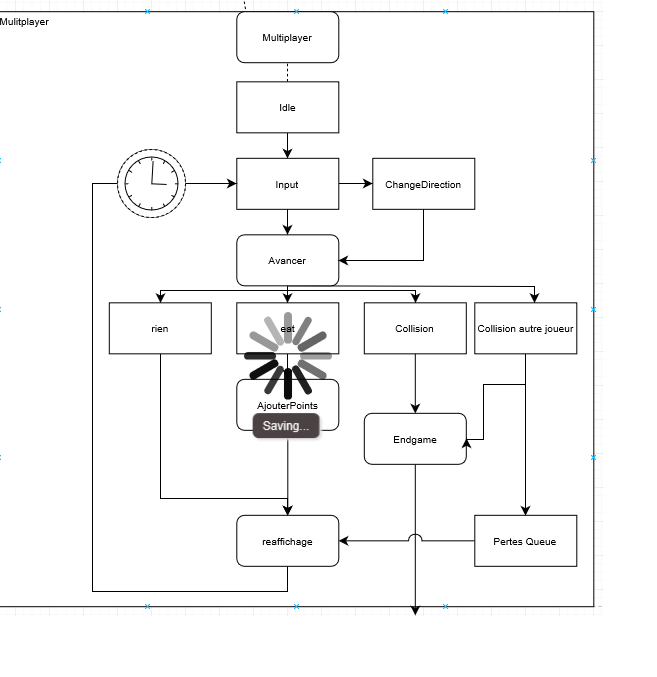 Mulitplayer
Multiplayer
Idle
Input
ChangeDirection
Avancer
rien
eat
Collision
Collision autre joueur
AjouterPoints
Saving...
Endgame
reaffichage
Pertes Queue